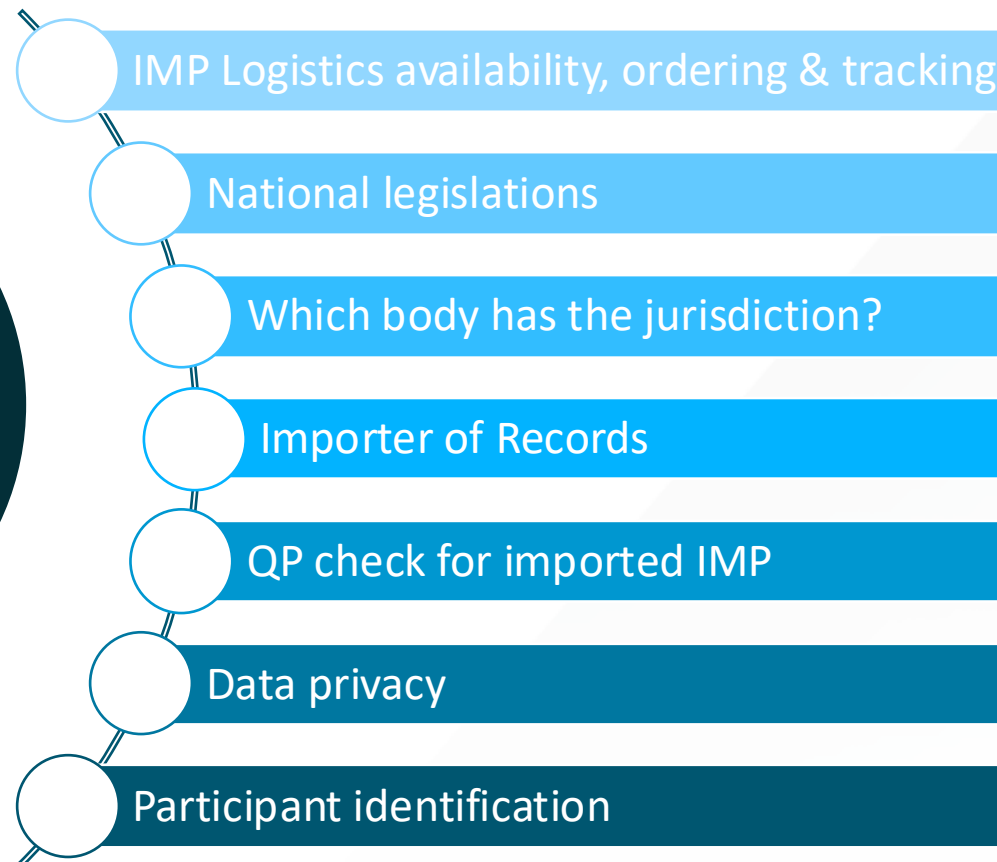 IMP Logistics availability, ordering & tracking
National legislations
Which body has the jurisdiction?
Importer of Records
QP check for imported IMP
Data privacy
Participant identification